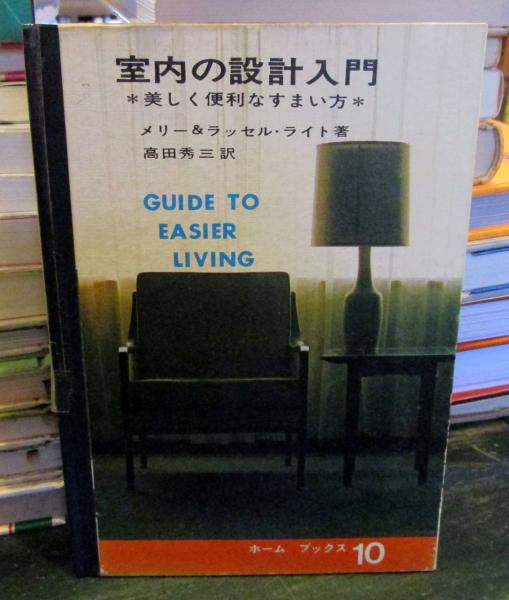 室内の設計入門
*美しく便利なすまい方*
メリー&ラッセル・ライト著
高田秀三訳
GUIDE TO
EASIER
LIVING
ホーム ブックス 10